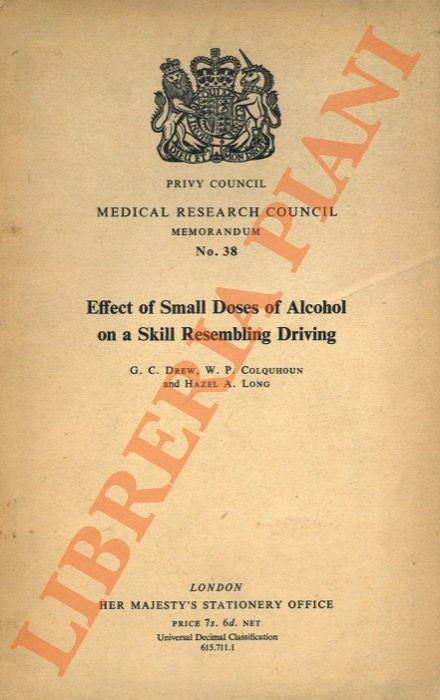 DIEU ET MON DROIT
PRIVY COUNCIL
MEDICAL RESEARCH COUNCIL
MEMORANDUM
No. 38
Effect of Small Doses of Alcohol
on a Skill Resembling Driving
G. C. DREW, W. P. COLQUHOUN
and HAZEL A. LONG
LONDON
HER MAJESTY'S STATIONERY OFFICE
PRICE 7s. 6d. NET
Universal Decimal Classification
615.711.1
LIBRERIA PIANI